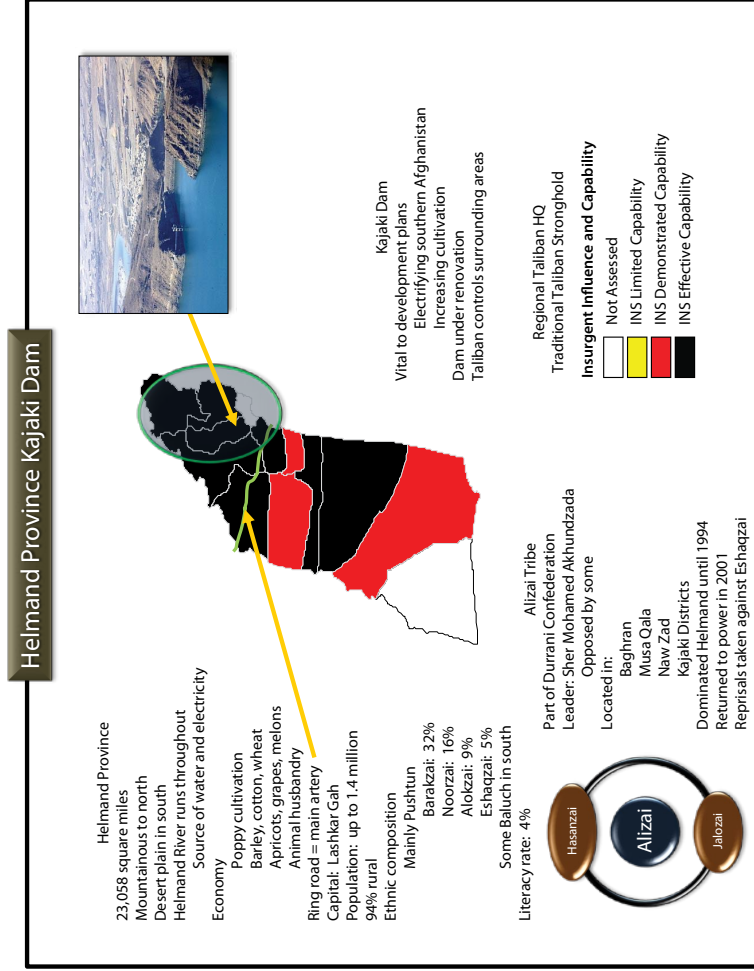 Helmand Province Kajaki Dam
Helmand Province
23,058 square miles
Mountainous to north
Desert plain in south
Helmand River runs throughout
Source of water and electricity
Economy
Poppy cultivation
Barley, cotton, wheat
Apricots, grapes, melons
Animal husbandry
Ring road = main artery
Capital: Lashkar Gah
Population: up to 1.4 million
94% rural
Ethnic composition
Mainly Pushtun
Barakzai: 32%
Noorzai: 16%
Alokzai: 9%
Eshaqzai: 5%
Some Baluch in south
Literacy rate: 4%
Kajaki Dam
Vital to development plans
Electrifying southern Afghanistan
Increasing cultivation
Dam under renovation
Taliban controls surrounding areas
Hasanzai
Alizai
Jalozai
Alizai Tribe
Part of Durrani Confederation
Leader: Sher Mohamed Akhundzada
Opposed by some
Located in:
Baghran
Musa Qala
Naw Zad
Kajaki Districts
Dominated Helmand until 1994
Returned to power in 2001
Reprisals taken against Eshaqzai
Regional Taliban HQ
Traditional Taliban Stronghold
Insurgent Influence and Capability
Not Assessed
INS Limited Capability
INS Demonstrated Capability
INS Effective Capability